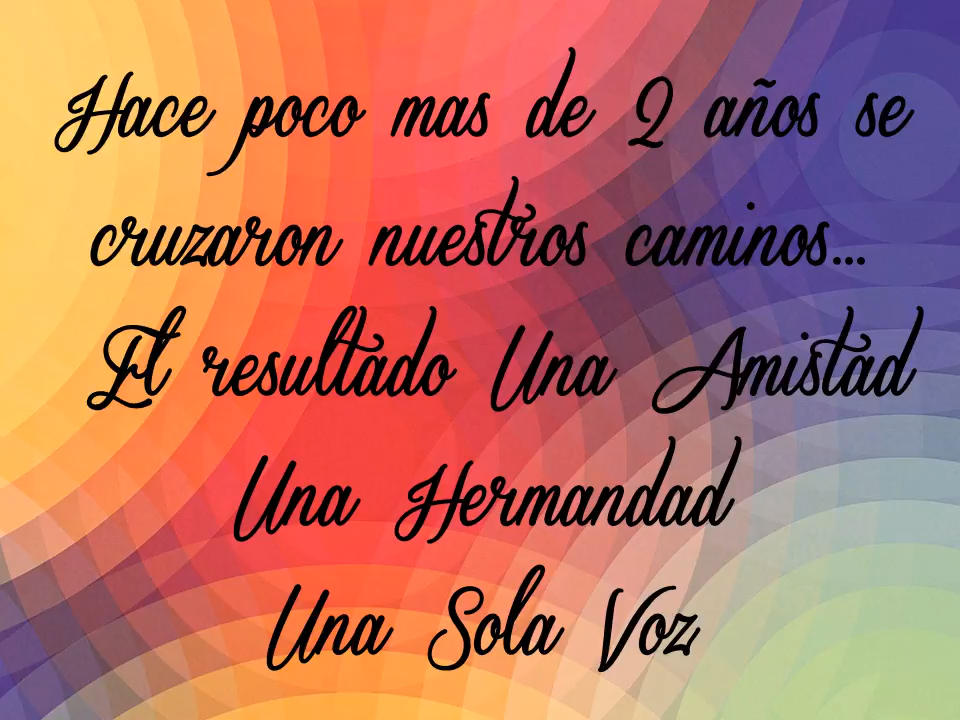 Hace poco mas de 2 años se
cruzaron nuestros caminos...
El resultado Una Amistad
Una Hermandad
Una Sola Voz